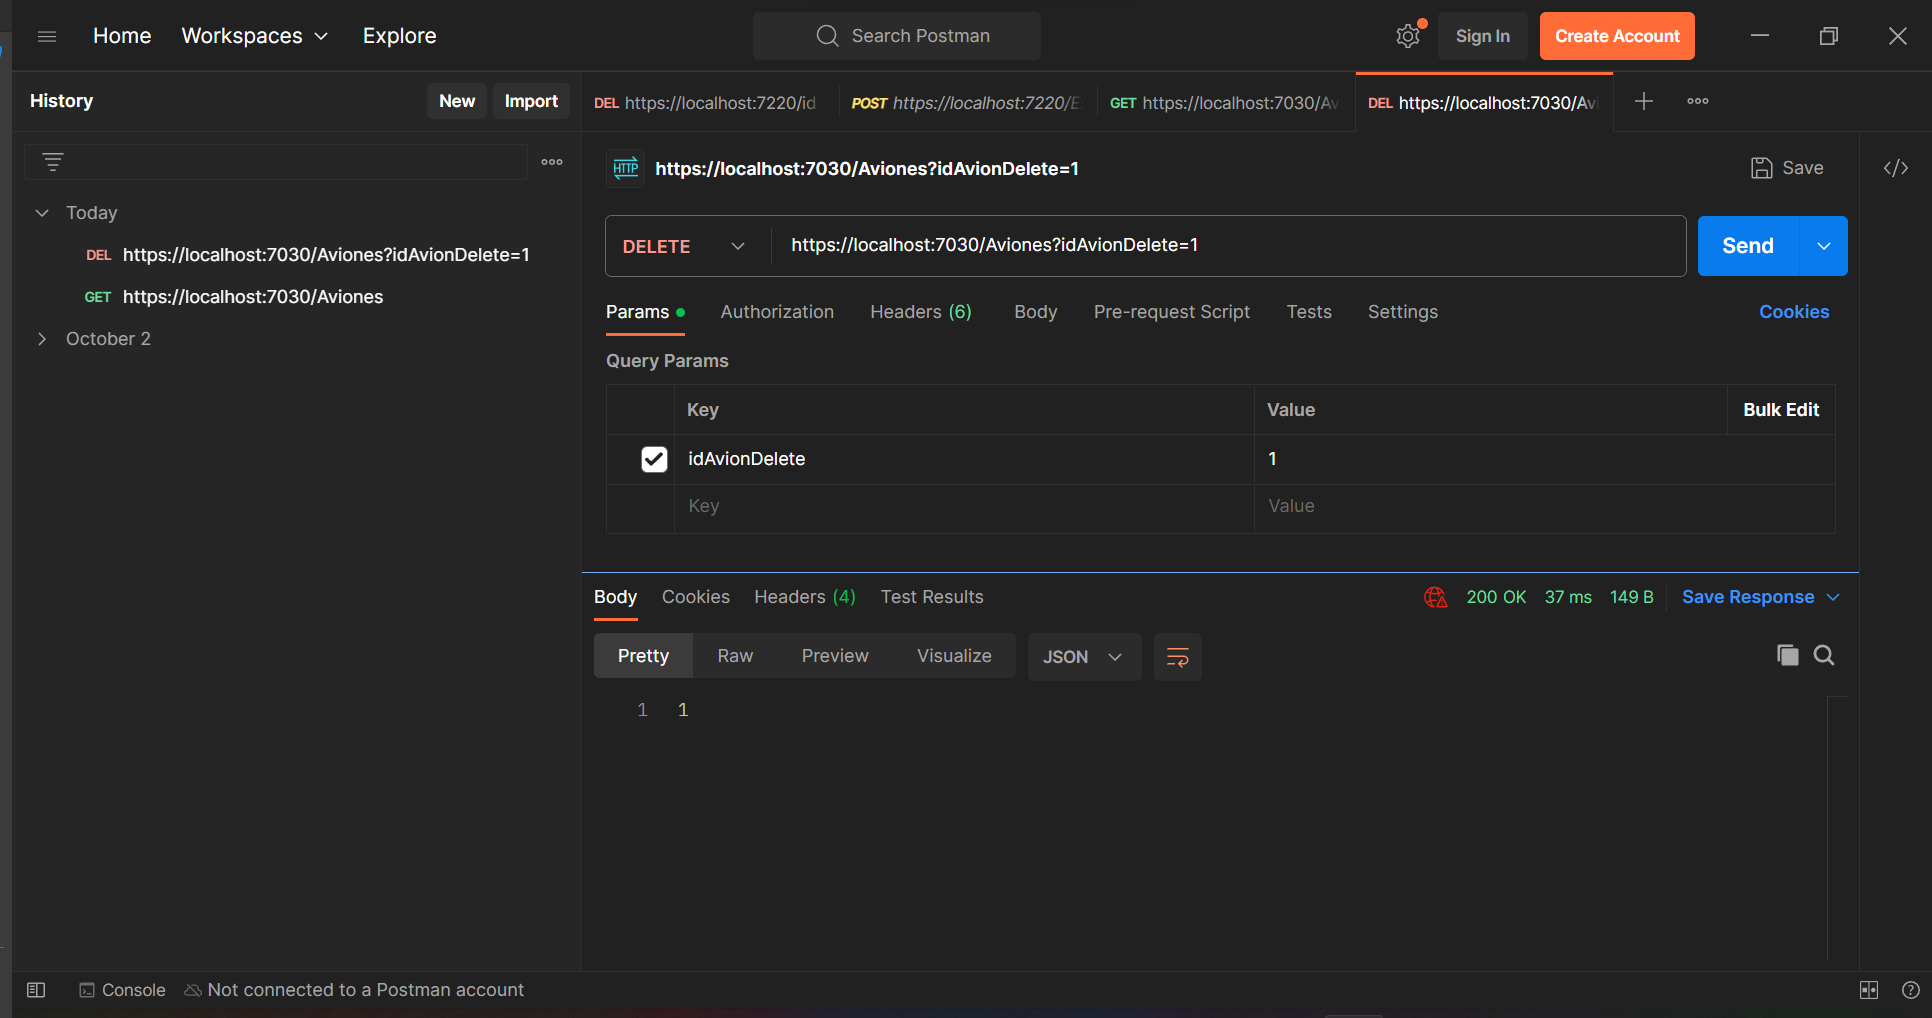 Home Workspaces Explore Search Postman Sign In Create Account
History New Import
DEL https://localhost:7220/id POST https://localhost:7220/E GET https://localhost:7030/Av DEL https://localhost:7030/Avi
Today
DEL https://localhost:7030/Aviones?idAvionDelete=1
GET https://localhost:7030/Aviones
October 2
HTTP https://localhost:7030/Aviones?idAvionDelete=1 Save </>
DELETE https://localhost:7030/Aviones?idAvionDelete=1 Send
Params Authorization Headers (6) Body Pre-request Script Tests Settings Cookies
Query Params
Key Value Bulk Edit
idAvionDelete 1
Key Value
Body Cookies Headers (4) Test Results 200 OK 37 ms 149 B Save Response
Pretty Raw Preview Visualize JSON
1 1
Console Not connected to a Postman account